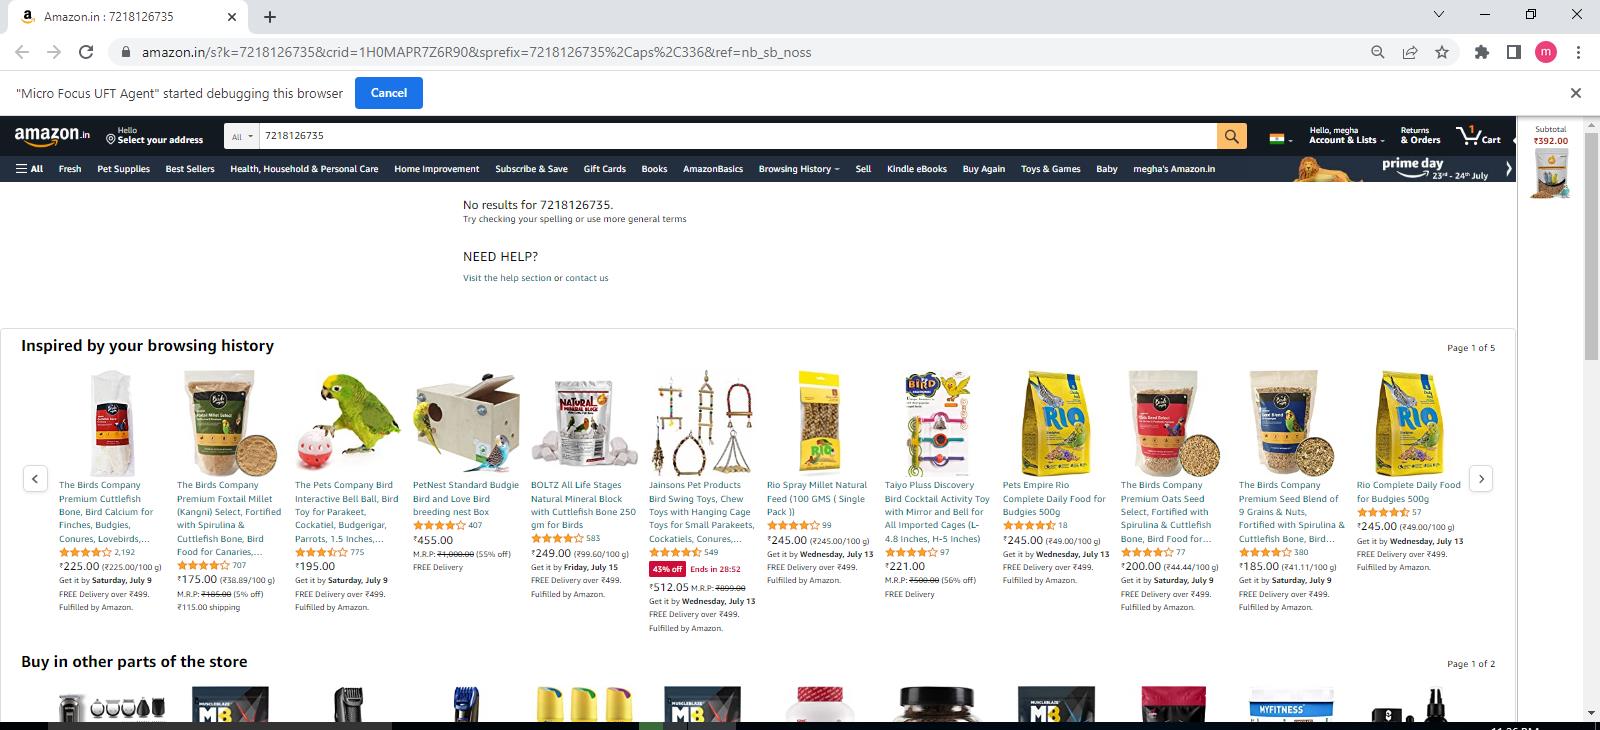 Amazon.in : 7218126735
amazon.in/s?k=7218126735&crid=1H0MAPR7Z6R90&sprefix=7218126735%2Caps%2C336&ref=nb_sb_noss
m
"Micro Focus UFT Agent" started debugging this browser
Cancel
amazon.in
Hello
Select your address
All
7218126735
Hello, megha
Account & Lists
Returns
& Orders
1
Cart
Subtotal
₹392.00
All
Fresh
Pet Supplies
Best Sellers
Health, Household & Personal Care
Home Improvement
Subscribe & Save
Gift Cards
Books
AmazonBasics
Browsing History
Sell
Kindle eBooks
Buy Again
Toys & Games
Baby
megha's Amazon.in
prime day
23rd - 24th July
No results for 7218126735.
Try checking your spelling or use more general terms
NEED HELP?
Visit the help section or contact us
Inspired by your browsing history
Page 1 of 5
The Birds Company
Premium Cuttlefish
Bone, Bird Calcium for
Finches, Budgies,
Conures, Lovebirds,...
2,192
₹225.00 (₹225.00/100 g)
Get it by Saturday, July 9
FREE Delivery over ₹499.
Fulfilled by Amazon.
The Birds Company
Premium Foxtail Millet
(Kangni) Select, Fortified
with Spirulina &
Cuttlefish Bone, Bird
Food for Canaries,...
707
₹175.00 (₹38.89/100 g)
M.R.P: ₹185.00 (5% off)
₹115.00 shipping
The Pets Company Bird
Interactive Bell Ball, Bird
Toy for Parakeet,
Cockatiel, Budgerigar,
Parrots, 1.5 Inches,...
775
₹195.00
Get it by Saturday, July 9
FREE Delivery over ₹499.
Fulfilled by Amazon.
PetNest Standard Budgie
Bird and Love Bird
breeding nest Box
407
₹455.00
M.R.P: ₹1,000.00 (55% off)
FREE Delivery
NATURAL
BOLTZ All Life Stages
Natural Mineral Block
with Cuttlefish Bone 250
gm for Birds
583
₹249.00 (₹99.60/100 g)
Get it by Friday, July 15
FREE Delivery over ₹499.
Fulfilled by Amazon.
Jainsons Pet Products
Bird Swing Toys, Chew
Toys with Hanging Cage
Toys for Small Parakeets,
Cockatiels, Conures,...
549
43% off Ends in 28:52
₹512.05 M.R.P: ₹899.00
Get it by Wednesday, July 13
FREE Delivery over ₹499.
Fulfilled by Amazon.
RIO
Rio Spray Millet Natural
Feed (100 GMS ( Single
Pack ))
99
₹245.00 (₹245.00/100 g)
Get it by Wednesday, July 13
FREE Delivery over ₹499.
Fulfilled by Amazon.
BIRD
Taiyo Pluss Discovery
Bird Cocktail Activity Toy
with Mirror and Bell for
All Imported Cages (L-
4.8 Inches, H-5 Inches)
97
₹221.00
M.R.P: ₹500.00 (56% off)
FREE Delivery
RIO
Pets Empire Rio
Complete Daily Food for
Budgies 500g
18
₹245.00 (₹49.00/100 g)
Get it by Wednesday, July 13
FREE Delivery over ₹499.
Fulfilled by Amazon.
The Birds Company
Premium Oats Seed
Select, Fortified with
Spirulina & Cuttlefish
Bone, Bird Food for...
77
₹200.00 (₹44.44/100 g)
Get it by Saturday, July 9
FREE Delivery over ₹499.
Fulfilled by Amazon.
The Birds Company
Premium Seed Blend of
9 Grains & Nuts,
Fortified with Spirulina &
Cuttlefish Bone, Bird...
380
₹185.00 (₹41.11/100 g)
Get it by Saturday, July 9
FREE Delivery over ₹499.
Fulfilled by Amazon.
RIO
Rio Complete Daily Food
for Budgies 500g
57
₹245.00 (₹49.00/100 g)
Get it by Wednesday, July 13
FREE Delivery over ₹499.
Fulfilled by Amazon.
Buy in other parts of the store
Page 1 of 2
MUSCLEBLAZE
MB
MUSCLEBLAZE
MB
MUSCLEBLAZE
MB
MYFITNESS